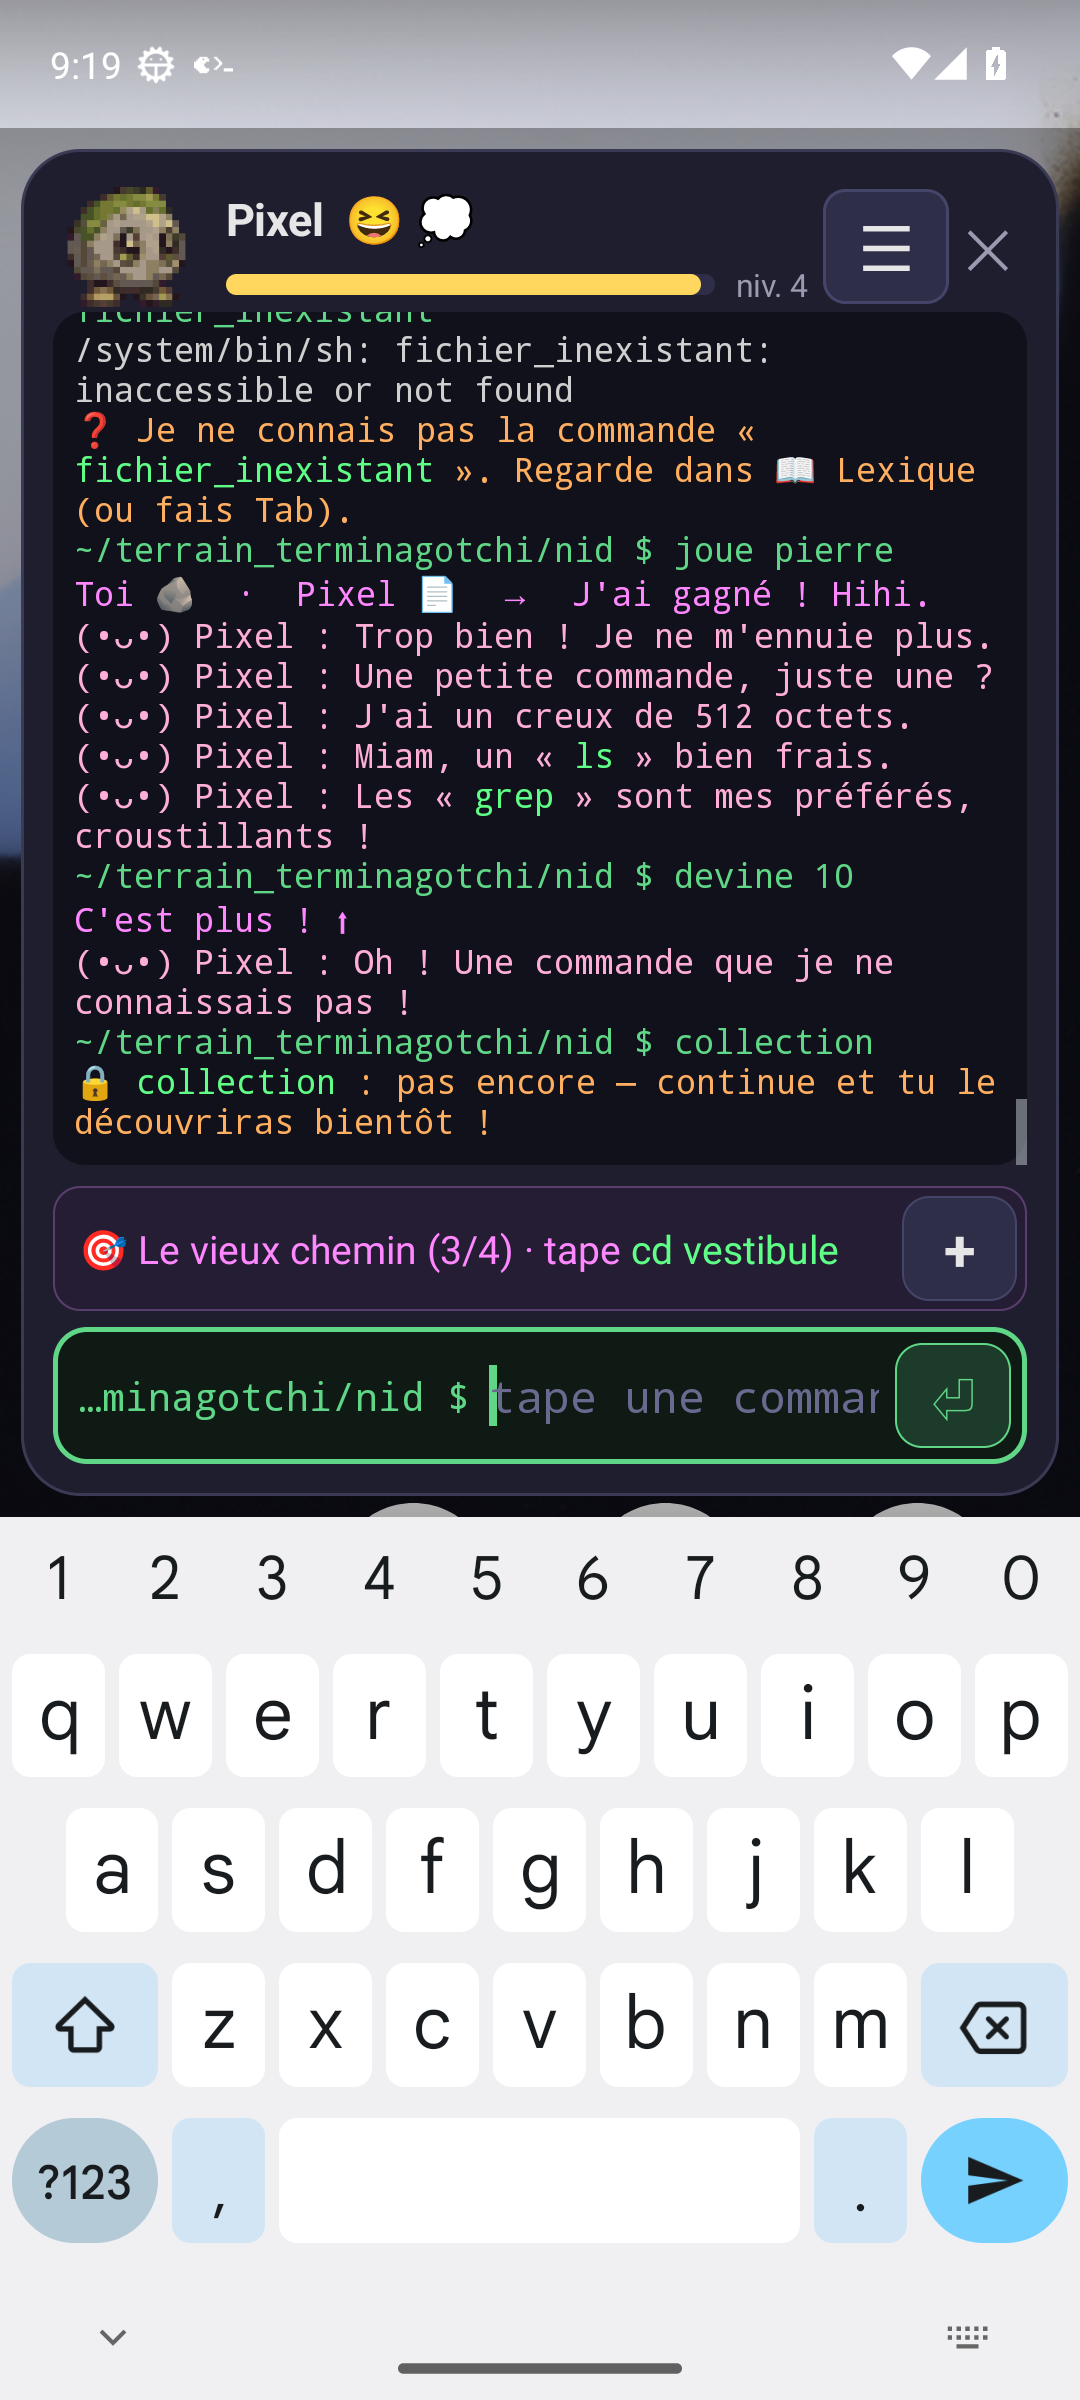 9:19
Pixel 😆 💭
niv. 4
fichier_inexistant
/system/bin/sh: fichier_inexistant:
inaccessible or not found
❓ Je ne connais pas la commande «
fichier_inexistant ». Regarde dans 📖 Lexique
(ou fais Tab).
~/terrain_terminagotchi/nid $ joue pierre
Toi 🪨 · Pixel 📄 → J'ai gagné ! Hihi.
(•ᴗ•) Pixel : Trop bien ! Je ne m'ennuie plus.
(•ᴗ•) Pixel : Une petite commande, juste une ?
(•ᴗ•) Pixel : J'ai un creux de 512 octets.
(•ᴗ•) Pixel : Miam, un « ls » bien frais.
(•ᴗ•) Pixel : Les « grep » sont mes préférés,
croustillants !
~/terrain_terminagotchi/nid $ devine 10
C'est plus ! ⬆
(•ᴗ•) Pixel : Oh ! Une commande que je ne
connaissais pas !
~/terrain_terminagotchi/nid $ collection
🔒 collection : pas encore — continue et tu le
découvriras bientôt !
🎯 Le vieux chemin (3/4) · tape cd vestibule
…minagotchi/nid $ tape une comman
1 2 3 4 5 6 7 8 9 0
q w e r t y u i o p
a s d f g h j k l
z x c v b n m
?123 , .